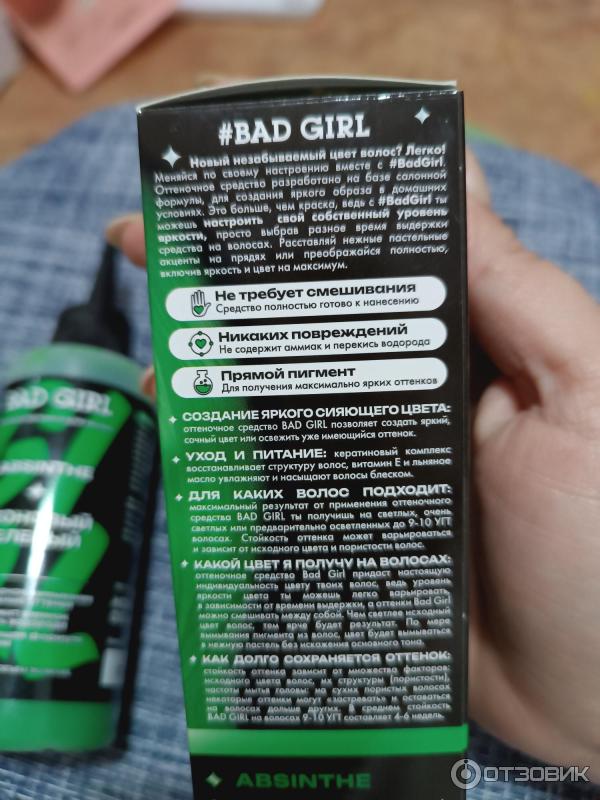 #BAD GIRL
Новый незабываемый цвет волос? Легко!
Меняйся по своему настроению вместе с #BadGirl.
Оттеночное средство разработано на базе салонной
формулы, для создания яркого образа в домашних
условиях. Это больше, чем краска, ведь с #BadGirl ты
можешь настроить свой собственный уровень
яркости, просто выбрав разное время выдержки
средства на волосах. Расставляй нежные пастельные
акценты на прядях или преображайся полностью,
включив яркость и цвет на максимум.
Не требует смешивания
Средство полностью готово к нанесению
Никаких повреждений
Не содержит аммиак и перекись водорода
Прямой пигмент
Для получения максимально ярких оттенков
СОЗДАНИЕ ЯРКОГО СИЯЮЩЕГО ЦВЕТА:
оттеночное средство BAD GIRL позволяет создать яркий,
сочный цвет или освежить уже имеющийся оттенок.
УХОД И ПИТАНИЕ: кератиновый комплекс
восстанавливает структуру волос, витамин Е и льняное
масло увлажняют и насыщают волосы блеском.
ДЛЯ КАКИХ ВОЛОС ПОДХОДИТ:
максимальный результат от применения оттеночного
средства BAD GIRL ты получишь на светлых, очень
светлых или предварительно осветленных до 9-10 УГТ
волосах. Стойкость оттенка может варьироваться
и зависит от исходного цвета и пористости волос.
КАКОЙ ЦВЕТ Я ПОЛУЧУ НА ВОЛОСАХ:
оттеночное средство Bad Girl придаст настоящую
индивидуальность цвету твоих волос, ведь уровень
яркости цвета ты можешь легко варьировать,
в зависимости от времени выдержки, а оттенки Bad Girl
можно смешивать между собой. Чем светлее исходный
цвет волос, тем ярче будет результат. По мере
вымывания пигмента из волос, цвет будет вымываться
в нежную пастель без искажения основного тона.
КАК ДОЛГО СОХРАНЯЕТСЯ ОТТЕНОК:
стойкость оттенка зависит от множества факторов:
исходного цвета волос, их структуры (пористости),
частоты мытья головы: на сухих пористых волосах
некоторые оттенки могут «застревать» и оставаться
на волосах дольше других. В среднем стойкость
BAD GIRL на волосах 9-10 УГТ составляет 4-6 недель.
ABSINTHE
BAD GIRL
ABSINTHE
ОТЗОВИК